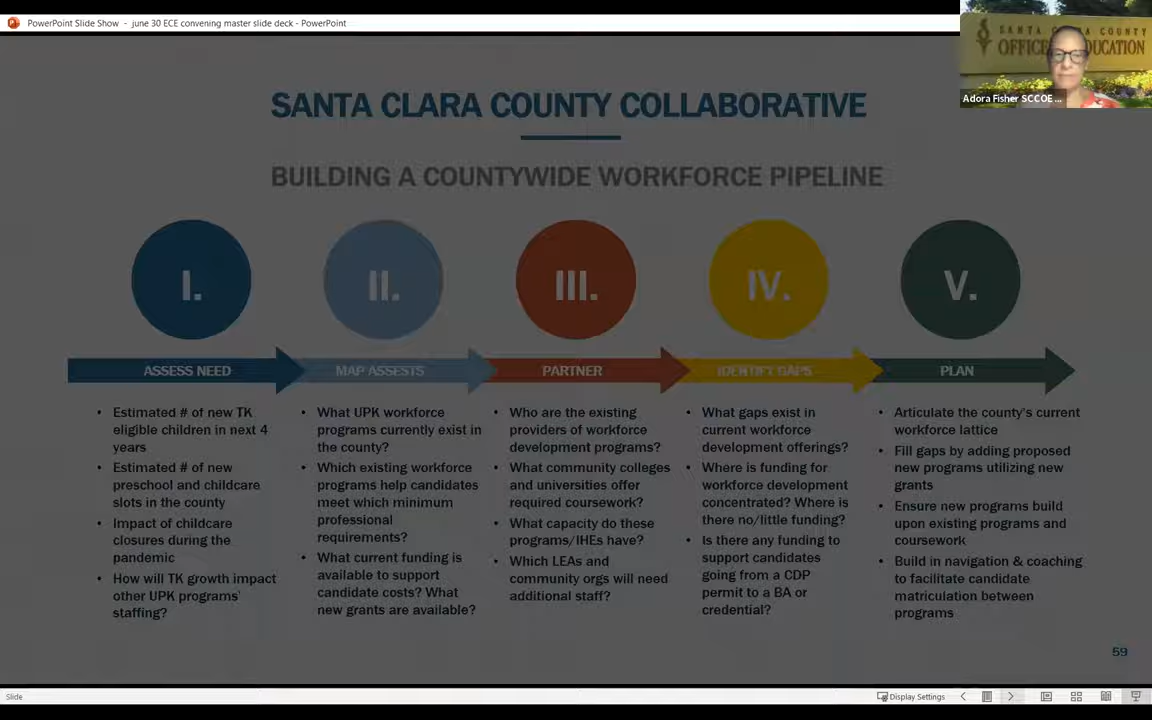 PowerPoint Slide Show - june 30 ECE convening master slide deck - PowerPoint
SANTA CLARA COUNTY
OFFICE EDUCATION
Adora Fisher SCCOE ...
SANTA CLARA COUNTY COLLABORATIVE
BUILDING A COUNTYWIDE WORKFORCE PIPELINE
I.
II.
III.
IV.
V.
ASSESS NEED
MAP ASSESTS
PARTNER
IDENTIFY GAPS
PLAN
• Estimated # of new TK
eligible children in next 4
years
• Estimated # of new
preschool and childcare
slots in the county
• Impact of childcare
closures during the
pandemic
• How will TK growth impact
other UPK programs'
staffing?
• What UPK workforce
programs currently exist in
the county?
• Which existing workforce
programs help candidates
meet which minimum
professional
requirements?
• What current funding is
available to support
candidate costs? What
new grants are available?
• Who are the existing
providers of workforce
development programs?
• What community colleges
and universities offer
required coursework?
• What capacity do these
programs/IHEs have?
• Which LEAs and
community orgs will need
additional staff?
• What gaps exist in
current workforce
development offerings?
• Where is funding for
workforce development
concentrated? Where is
there no/little funding?
• Is there any funding to
support candidates
going from a CDP
permit to a BA or
credential?
• Articulate the county's current
workforce lattice
• Fill gaps by adding proposed
new programs utilizing new
grants
• Ensure new programs build
upon existing programs and
coursework
• Build in navigation & coaching
to facilitate candidate
matriculation between
programs
59
Slide
Display Settings